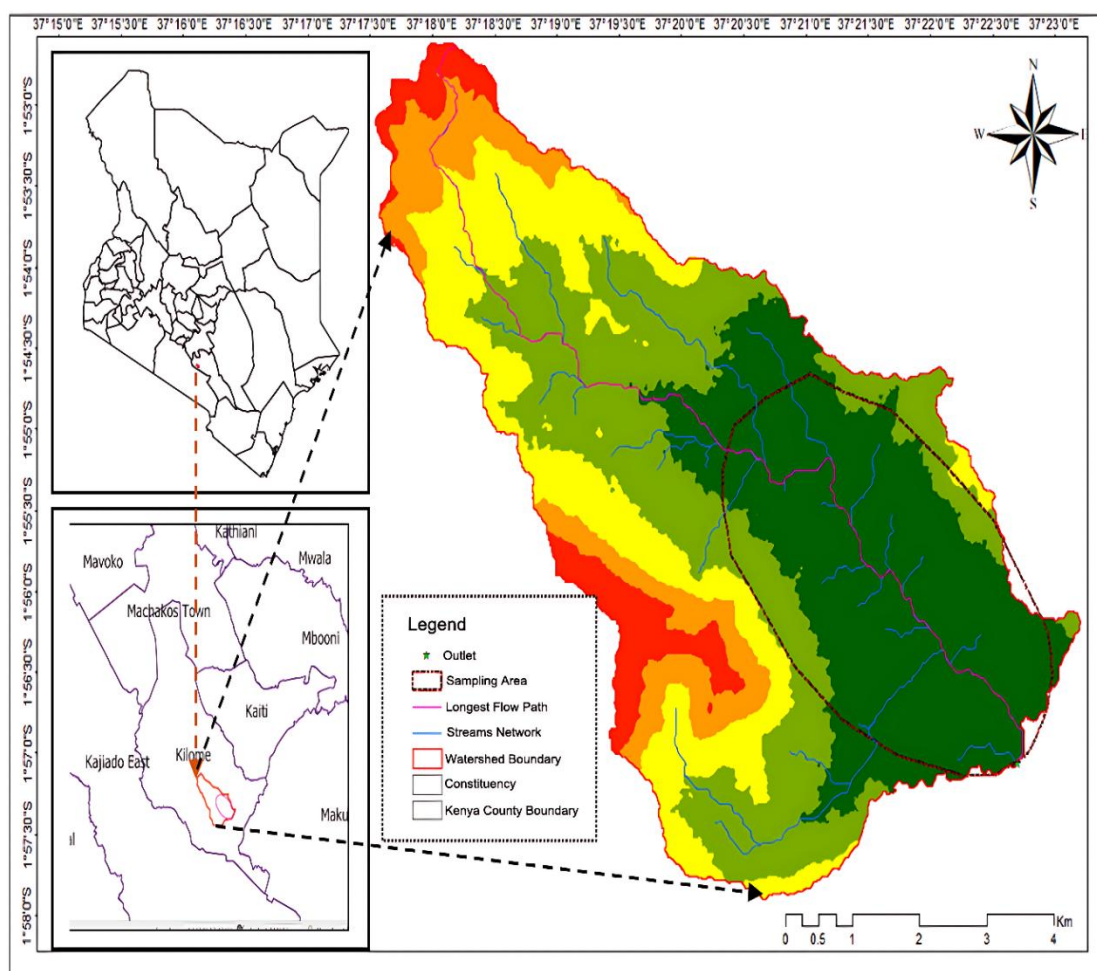 37°15'0"E 37°15'30"E 37°16'0"E 37°16'30"E 37°17'0"E 37°17'30"E 37°18'0"E 37°18'30"E 37°19'0"E 37°19'30"E 37°20'0"E 37°20'30"E 37°21'0"E 37°21'30"E 37°22'0"E 37°22'30"E 37°23'0"E
1°53'0"S
1°53'30"S
1°54'0"S
1°54'30"S
1°55'0"S
1°55'30"S
1°56'0"S
1°56'30"S
1°57'0"S
1°57'30"S
1°58'0"S
N
W E
S
Kathiani
Mavoko
Mwala
Machakos Town
Mbooni
Kaiti
Kilome
Kajiado East
Maku
al
Legend
Outlet
Sampling Area
Longest Flow Path
Streams Network
Watershed Boundary
Constituency
Kenya County Boundary
Km
0 0.5 1 2 3 4